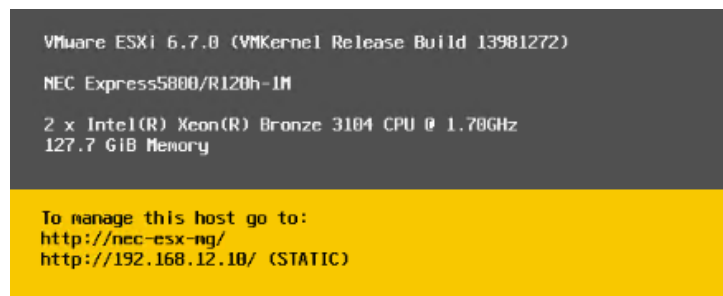 VMware ESXi 6.7.0 (VMKernel Release Build 13981272)
NEC Express5800/R120h-1M
2 x Intel(R) Xeon(R) Bronze 3104 CPU @ 1.70GHz
127.7 GiB Memory
To manage this host go to:
http://nec-esx-mg/
http://192.168.12.10/ (STATIC)